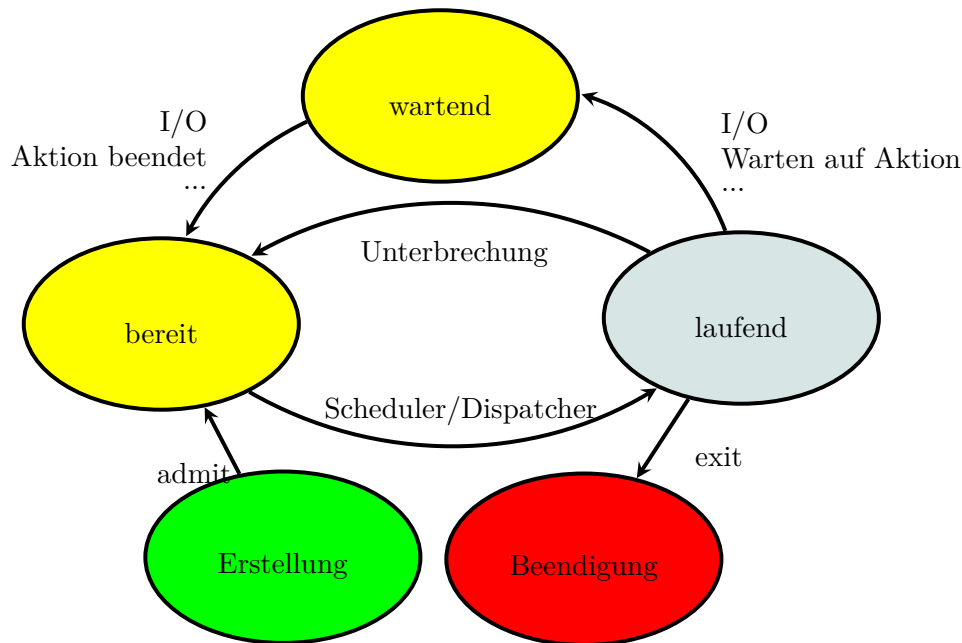 wartend
I/O
Aktion beendet
...
I/O
Warten auf Aktion
...
Unterbrechung
bereit
laufend
Scheduler/Dispatcher
admit
exit
Erstellung
Beendigung